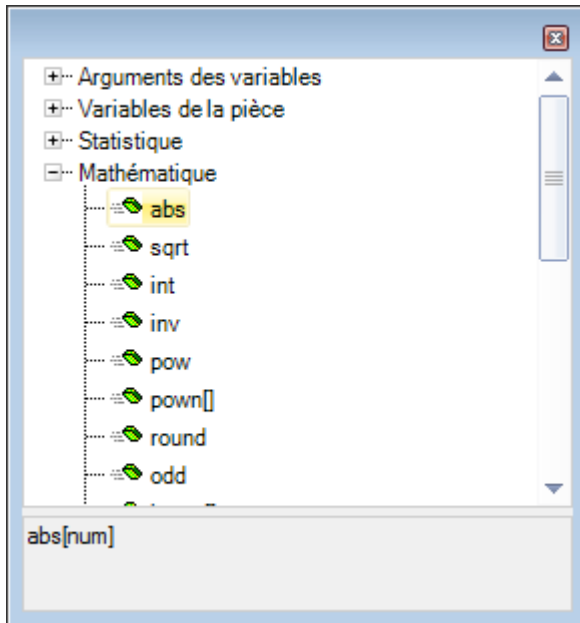 Arguments des variables
Variables de la pièce
Statistique
Mathématique
abs
sqrt
int
inv
pow
pown[]
round
odd
abs[num]